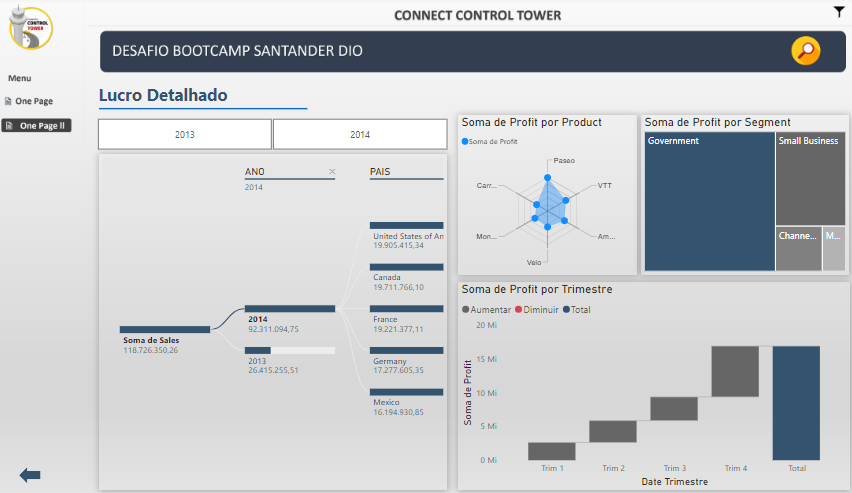 CONNECT CONTROL TOWER
CONTROL
TOWER
DESAFIO BOOTCAMP SANTANDER DIO
Menu
One Page
One Page II
Lucro Detalhado
2013
2014
ANO
2014
PAIS
Soma de Sales
118.726.350,26
2014
92.311.094,75
2013
26.415.255,51
United States of An
19.905.415,34
Canada
19.711.766,10
France
19.221.377,11
Germany
17.277.605,35
Mexico
16.194.930,85
Soma de Profit por Product
Soma de Profit
Paseo
VTT
Am...
Velo
Mon...
Carr...
Soma de Profit por Segment
Government
Small Business
Channe...
M...
Soma de Profit por Trimestre
Aumentar Diminuir Total
Soma de Profit
20 Mi
15 Mi
10 Mi
5 Mi
0 Mi
Trim 1 Trim 2 Trim 3 Trim 4 Total
Date Trimestre